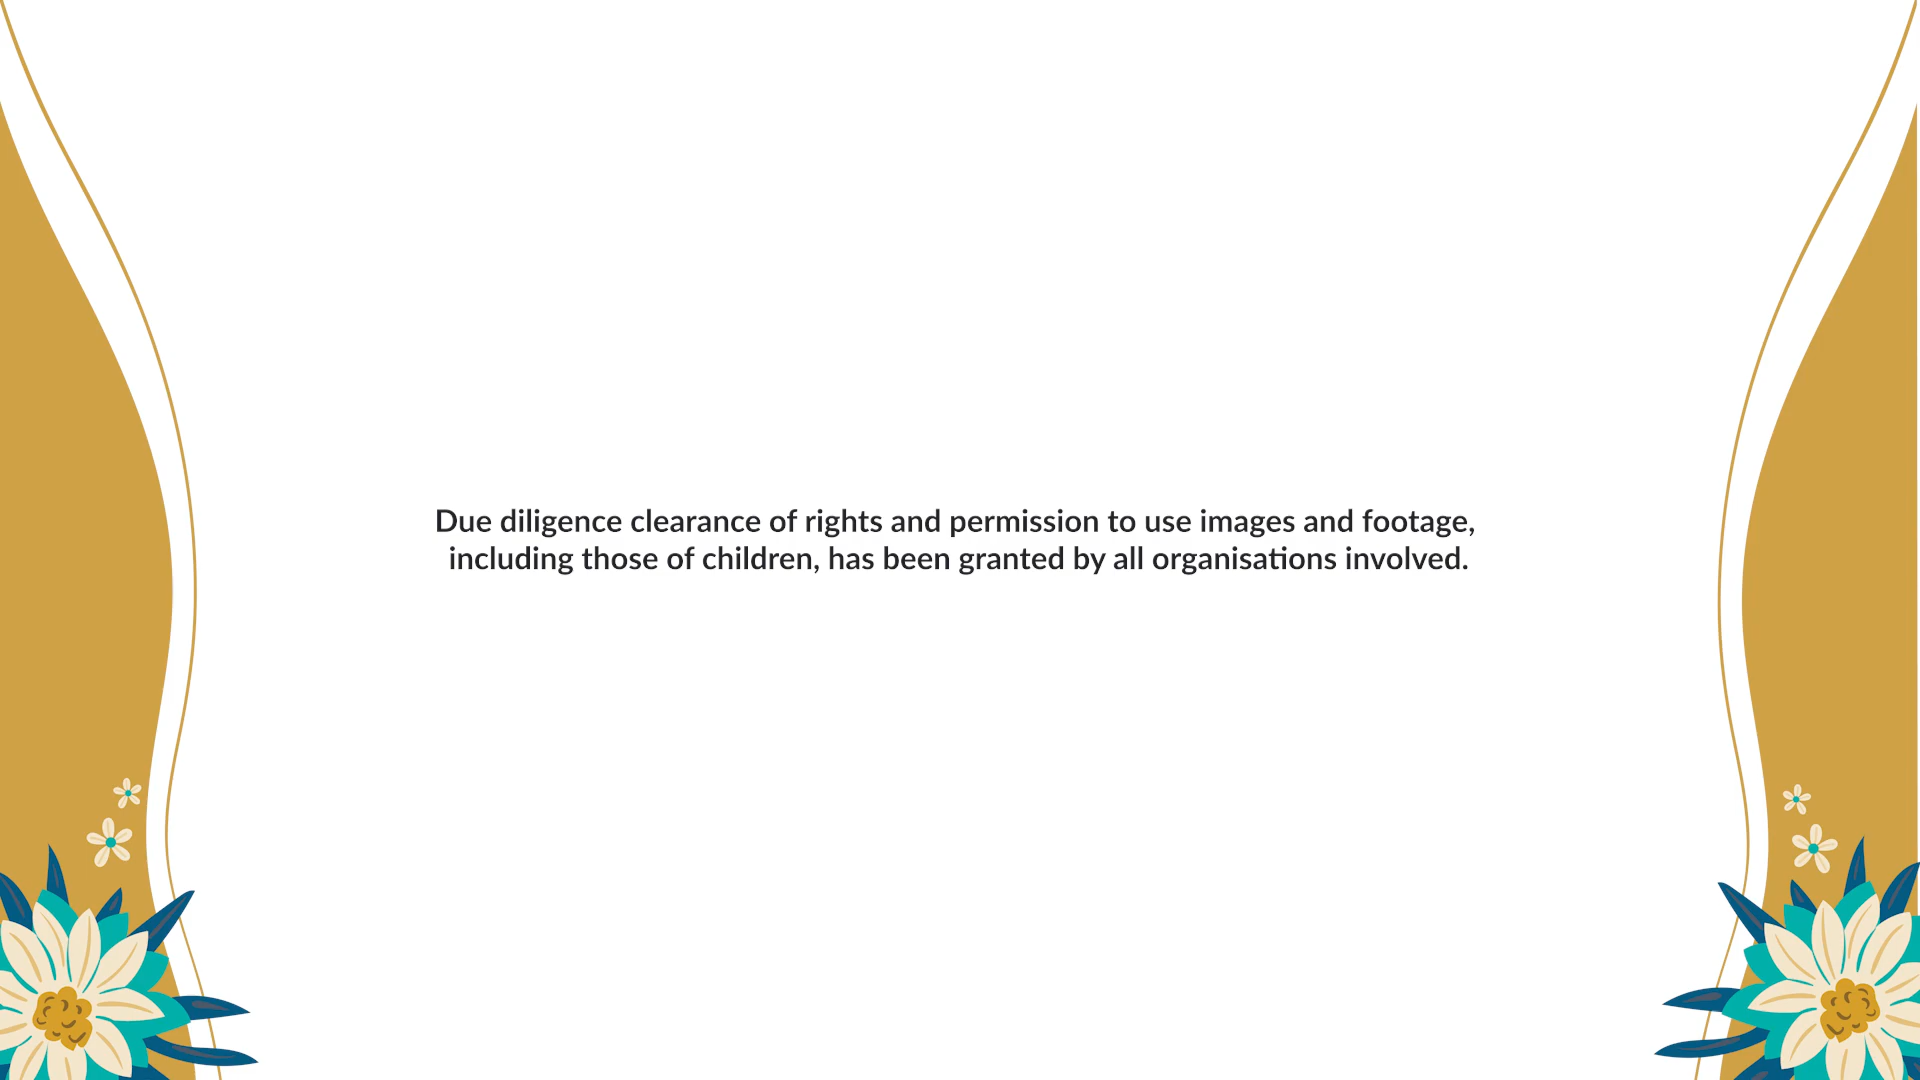 Due diligence clearance of rights and permission to use images and footage,
including those of children, has been granted by all organisations involved.